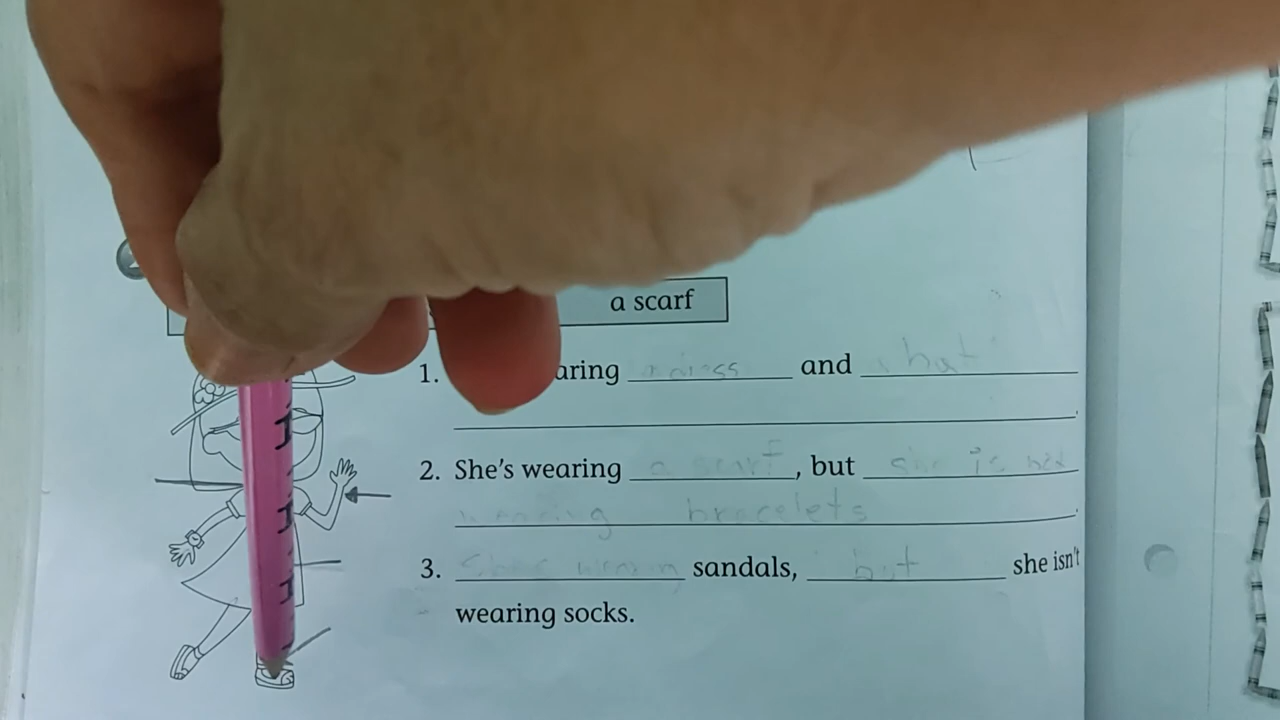 a scarf
1. aring a dress and a hat
2. She's wearing a scarf, but she is not
wearing bracelets
3. She's wearin sandals, but she isn't
wearing socks.